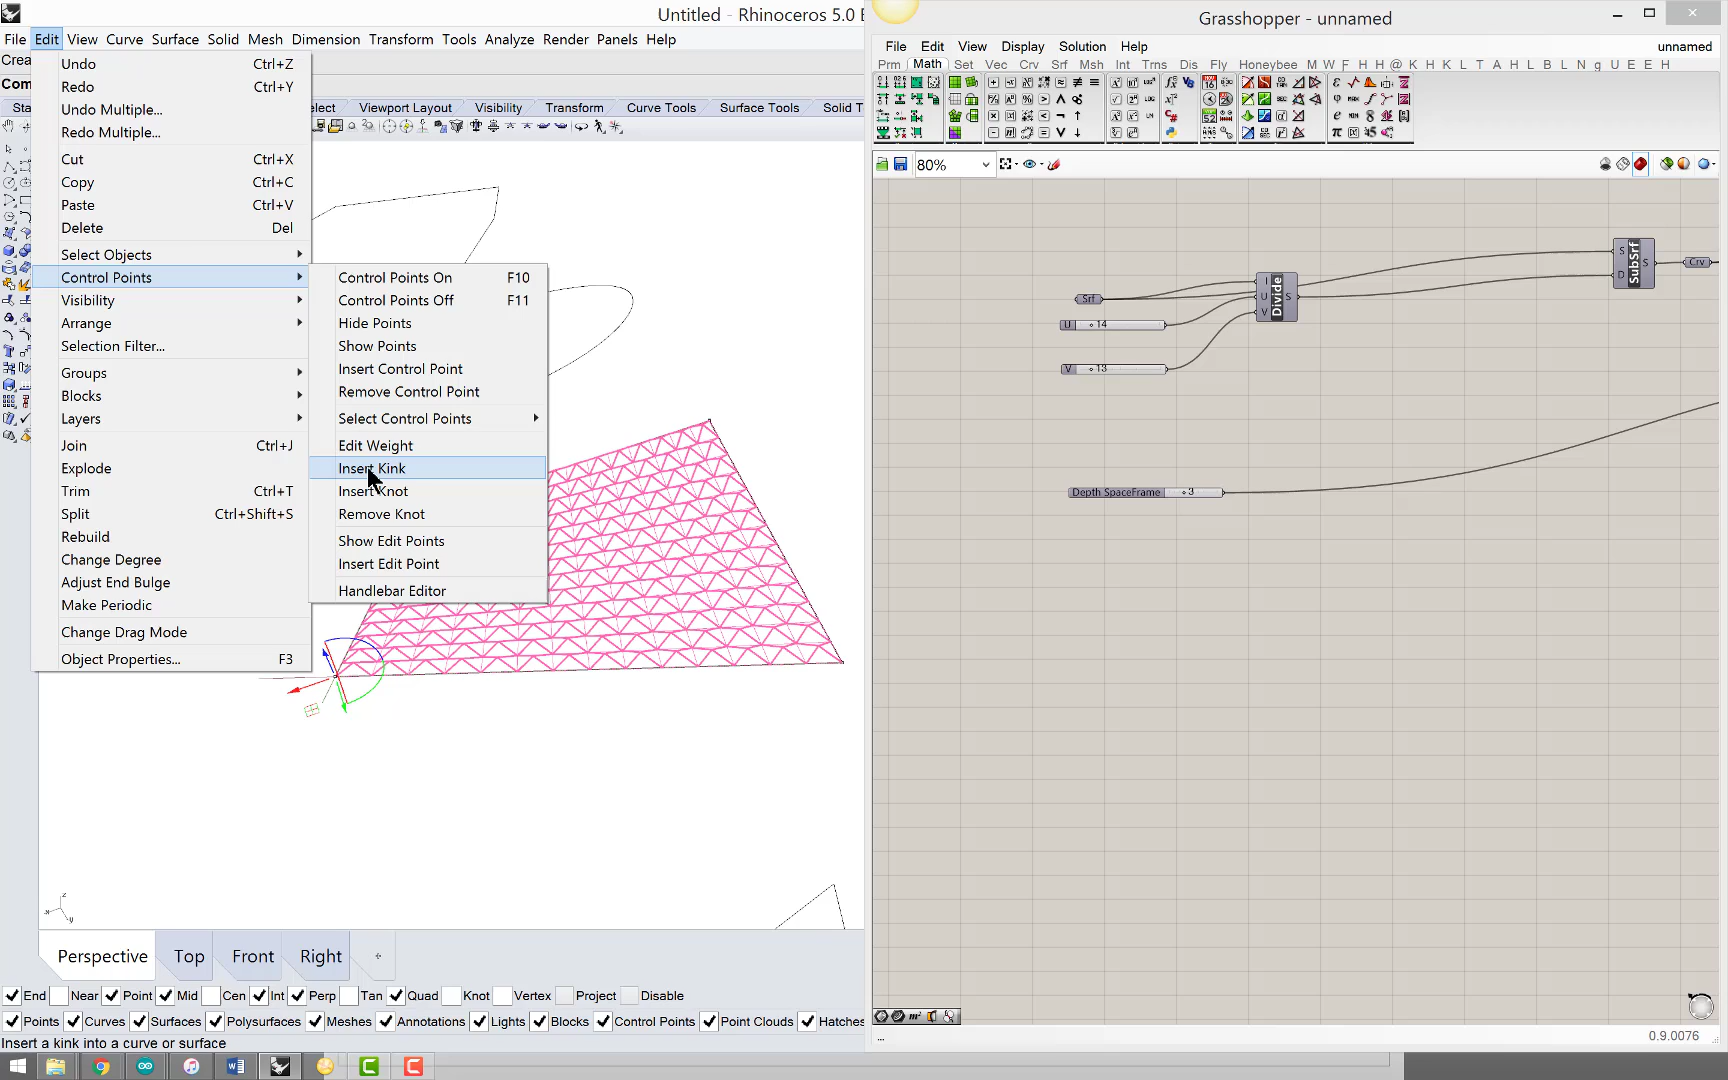 Untitled - Rhinoceros 5.0
File Edit View Curve Surface Solid Mesh Dimension Transform Tools Analyze Render Panels Help
Undo Ctrl+Z
Redo Ctrl+Y
Undo Multiple...
Redo Multiple...
Cut Ctrl+X
Copy Ctrl+C
Paste Ctrl+V
Delete Del
Select Objects
Control Points
Visibility
Arrange
Selection Filter...
Groups
Blocks
Layers
Join Ctrl+J
Explode
Trim Ctrl+T
Split Ctrl+Shift+S
Rebuild
Change Degree
Adjust End Bulge
Make Periodic
Change Drag Mode
Object Properties... F3
Viewport Layout Visibility Transform Curve Tools Surface Tools Solid T
Control Points On F10
Control Points Off F11
Hide Points
Show Points
Insert Control Point
Remove Control Point
Select Control Points
Edit Weight
Insert Kink
Insert Knot
Remove Knot
Show Edit Points
Insert Edit Point
Handlebar Editor
Perspective Top Front Right
End Near Point Mid Cen Int Perp Tan Quad Knot Vertex Project Disable
Points Curves Surfaces Polysurfaces Meshes Annotations Lights Blocks Control Points Point Clouds Hatches
Insert a kink into a curve or surface
Grasshopper - unnamed
File Edit View Display Solution Help unnamed
Prm Math Set Vec Crv Srf Msh Int Trns Dis Fly Honeybee M W F H H @ K H K L T A H L N g U E E H
80%
Srf
U 14
V 13
I U V Divide S
S D SubSrf S
Crv
Depth SpaceFrame 3
0.9.0076